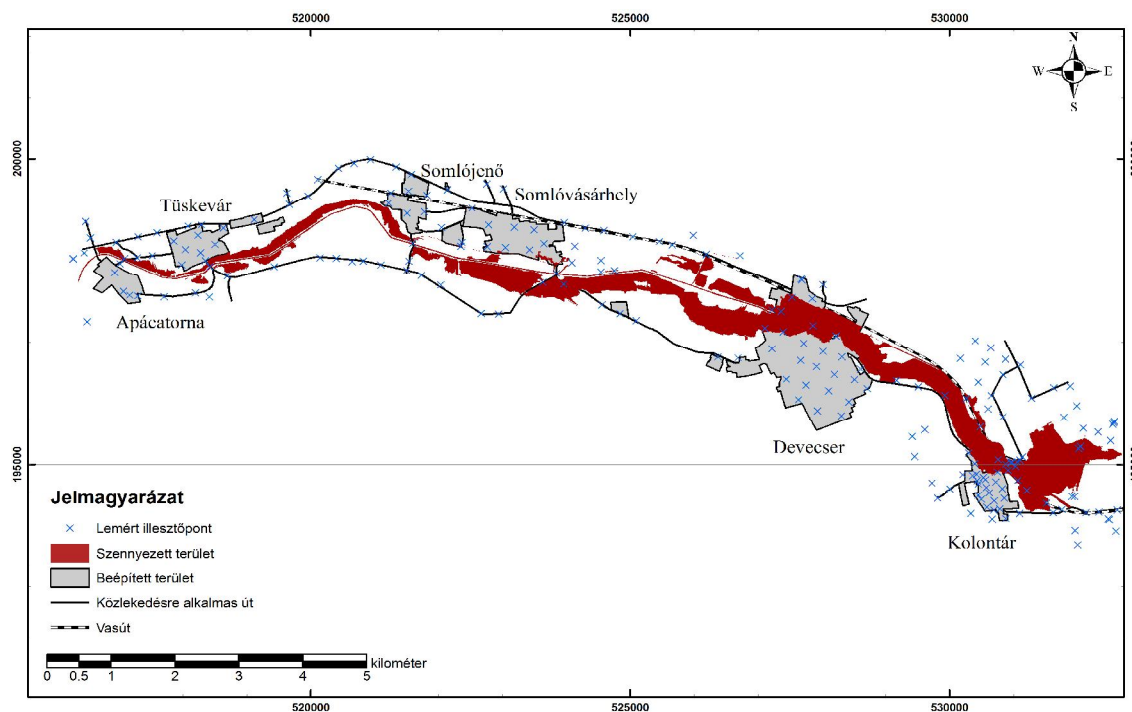 520000 525000 530000
N
W E
S
200000
Somlójenő
Somlóvásárhely
Tüskevár
Apácatorna
Devecser
195000
Kolontár
Jelmagyarázat
Lemért illesztőpont
Szennyezett terület
Beépített terület
Közlekedésre alkalmas út
Vasút
0 0.5 1 2 3 4 5 kilométer
520000 525000 530000